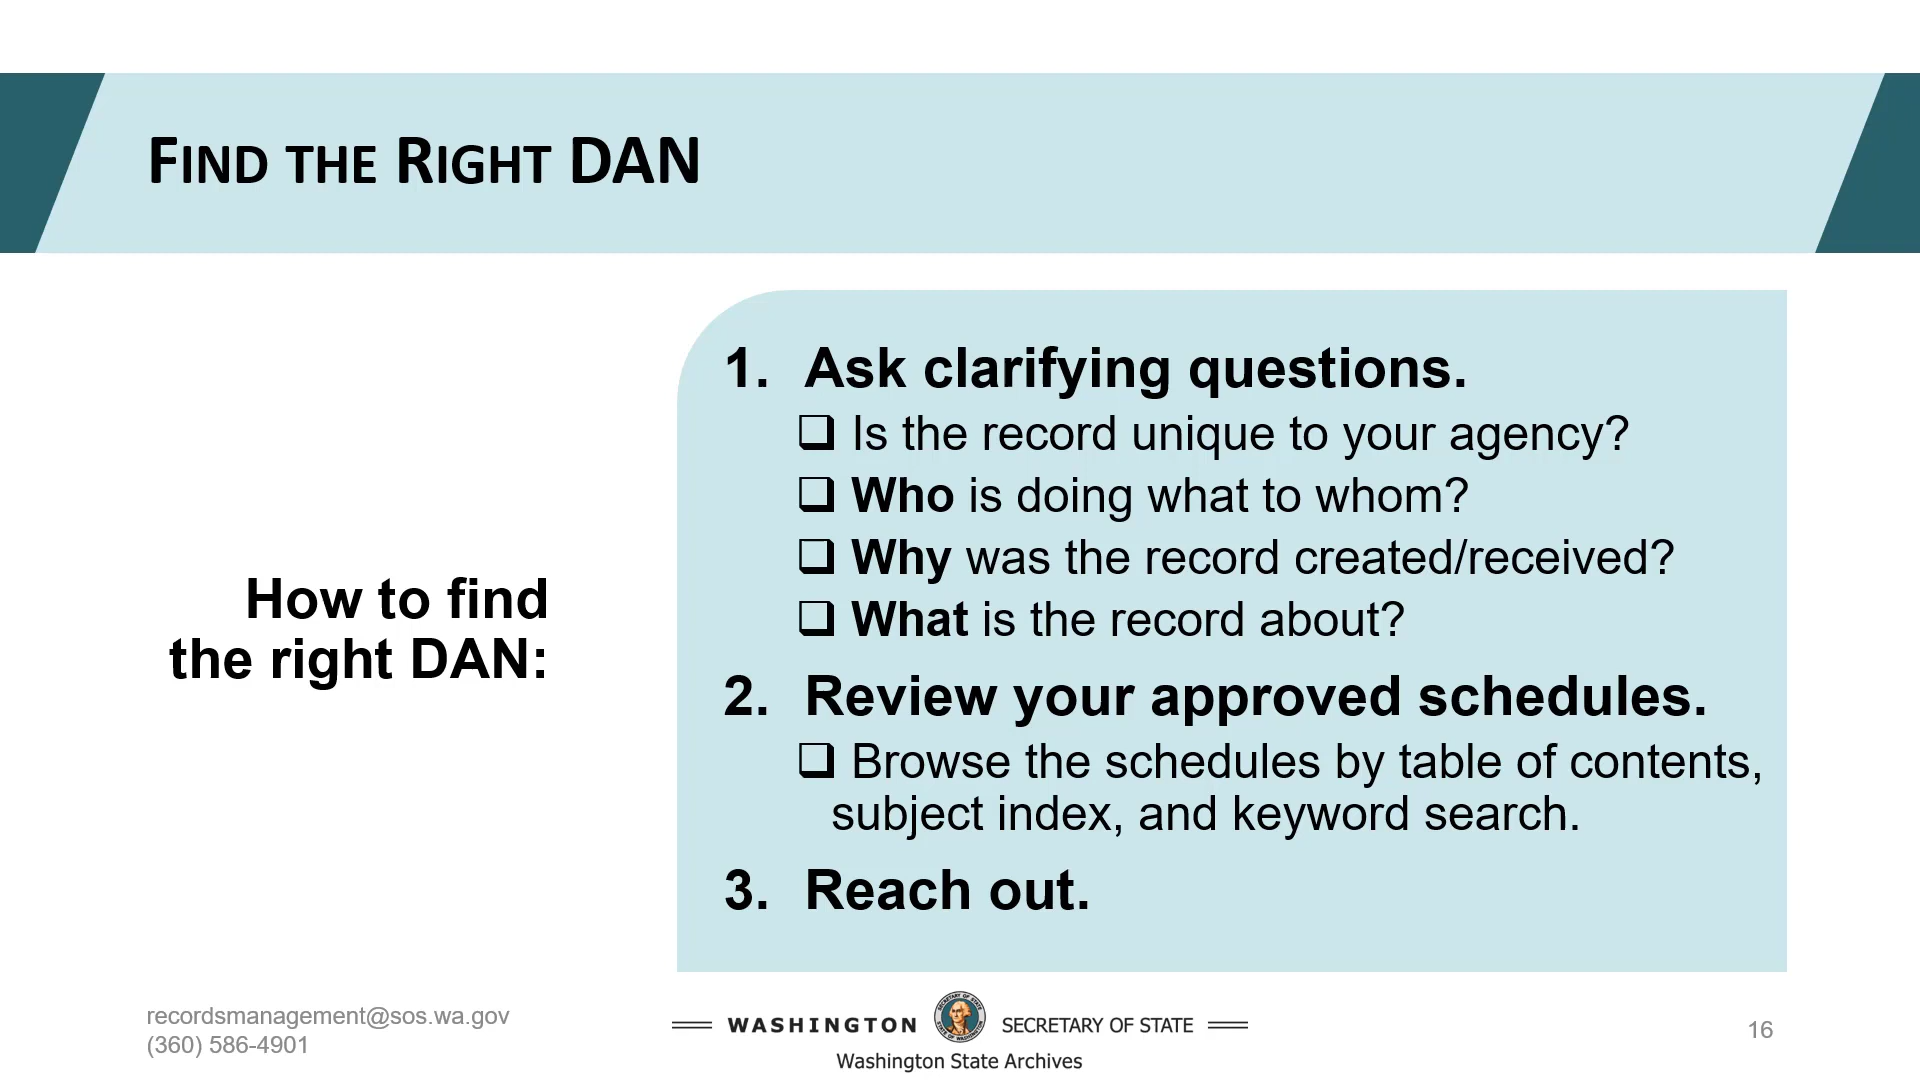 FIND THE RIGHT DAN
How to find
the right DAN:
1. Ask clarifying questions.
❑ Is the record unique to your agency?
❑ Who is doing what to whom?
❑ Why was the record created/received?
❑ What is the record about?
2. Review your approved schedules.
❑ Browse the schedules by table of contents,
subject index, and keyword search.
3. Reach out.
recordsmanagement@sos.wa.gov
(360) 586-4901
WASHINGTON SECRETARY OF STATE
Washington State Archives
16